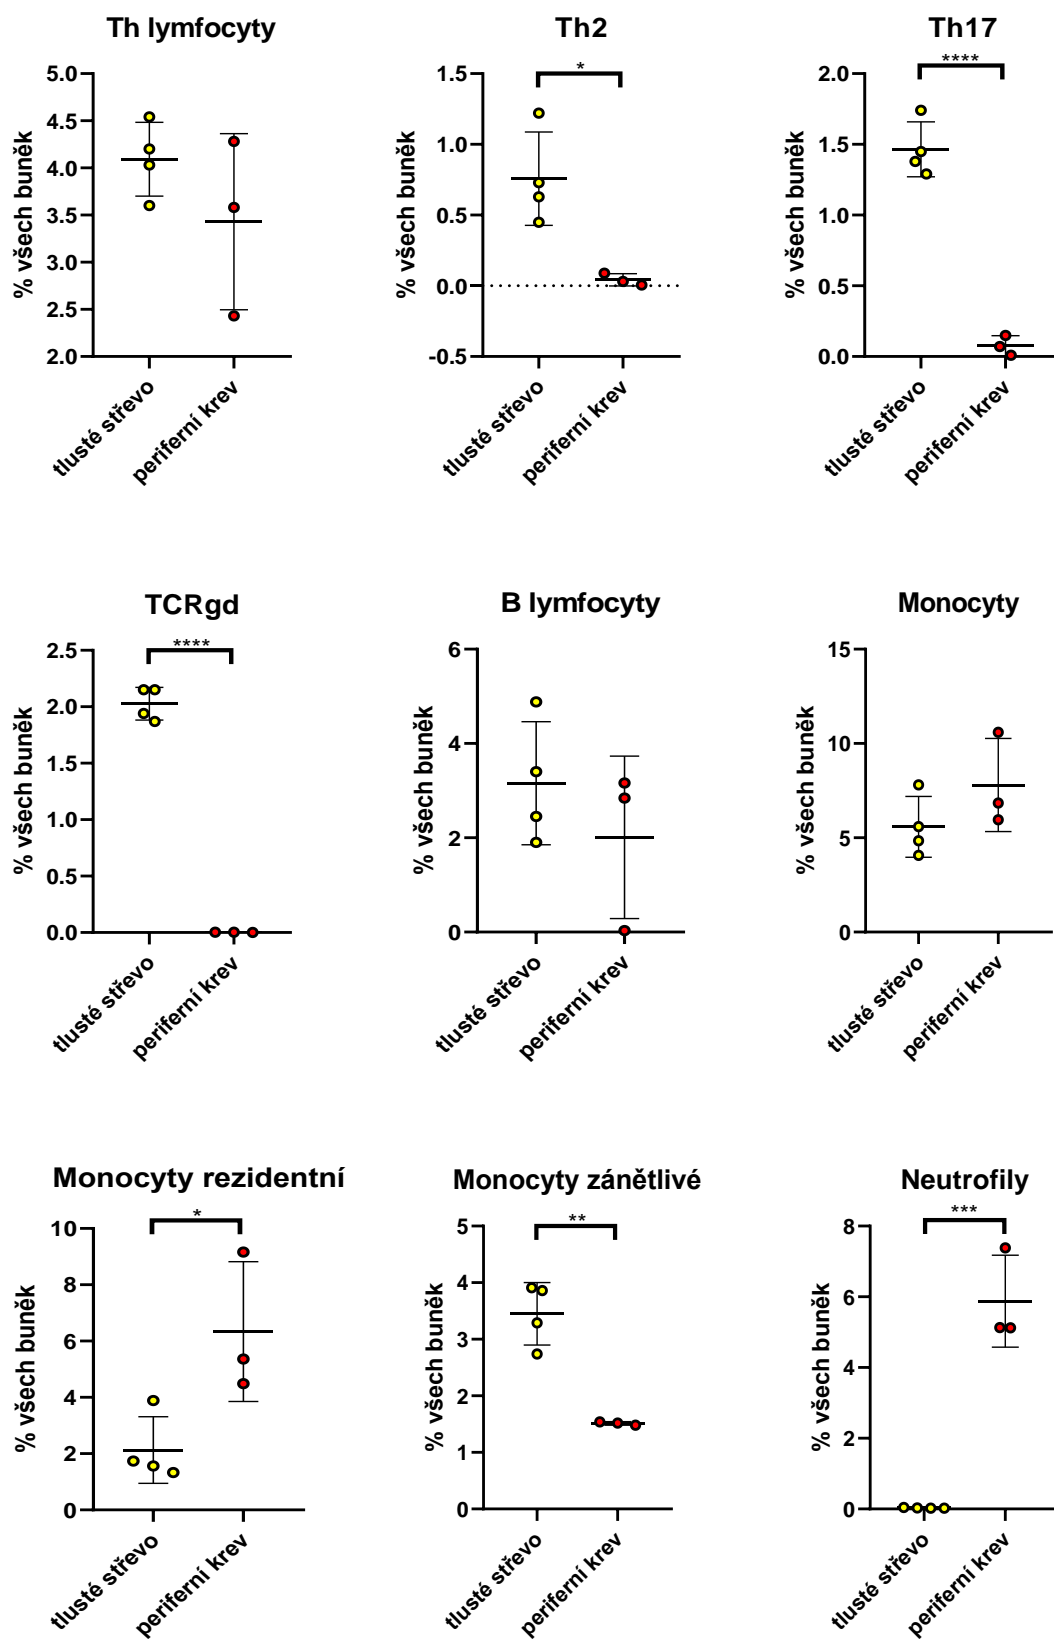 Th lymfocyty
% všech buněk
5.0
4.5
4.0
3.5
3.0
2.5
2.0
tlusté střevo
periferní krev
Th2
*
% všech buněk
1.5
1.0
0.5
0.0
-0.5
tlusté střevo
periferní krev
Th17
****
% všech buněk
2.0
1.5
1.0
0.5
0.0
tlusté střevo
periferní krev
TCRgd
****
% všech buněk
2.5
2.0
1.5
1.0
0.5
0.0
tlusté střevo
periferní krev
B lymfocyty
% všech buněk
6
4
2
0
tlusté střevo
periferní krev
Monocyty
% všech buněk
15
10
5
0
tlusté střevo
periferní krev
Monocyty rezidentní
*
% všech buněk
10
8
6
4
2
0
tlusté střevo
periferní krev
Monocyty zánětlivé
**
% všech buněk
5
4
3
2
1
0
tlusté střevo
periferní krev
Neutrofily
***
% všech buněk
8
6
4
2
0
tlusté střevo
periferní krev